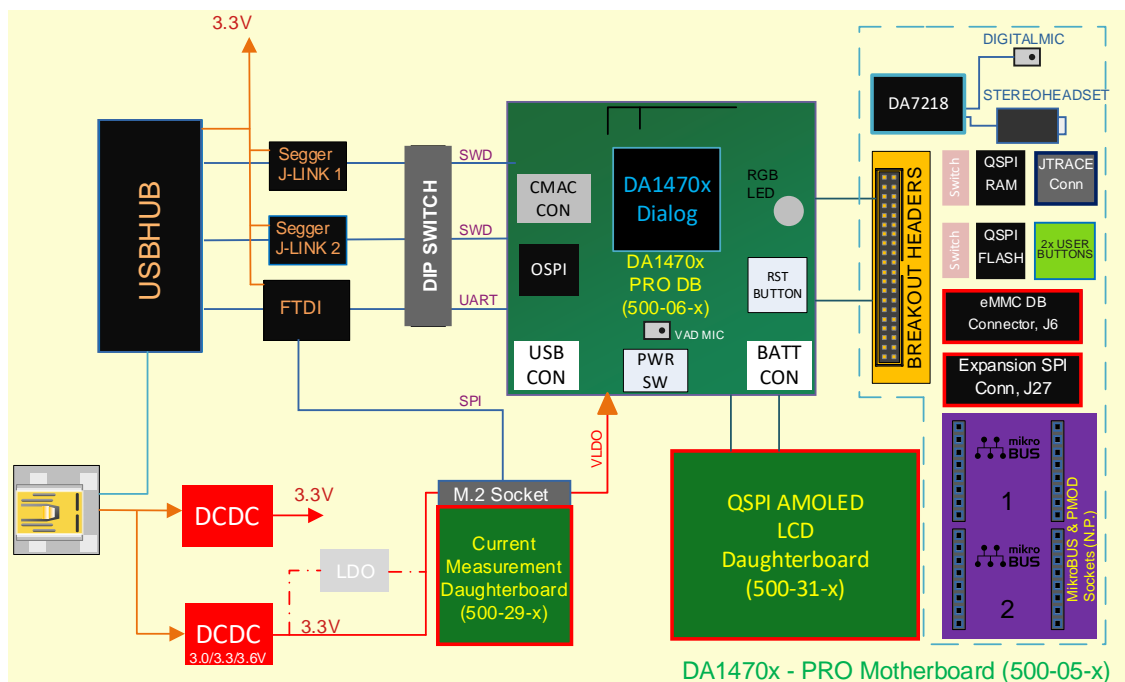 3.3V
USBHUB
Segger
J-LINK 1
Segger
J-LINK 2
FTDI
DIP SWITCH
SWD
SWD
UART
SPI
CMAC
CON
OSPI
DA1470x
Dialog
DA1470x
PRO DB
(500-06-x)
RGB
LED
RST
BUTTON
VAD MIC
USB
CON
PWR
SW
BATT
CON
VLDO
DIGITALMIC
DA7218
STEREOHEADSET
BREAKOUT HEADERS
Switch
QSPI
RAM
JTRACE
Conn
Switch
QSPI
FLASH
2x USER
BUTTONS
eMMC DB
Connector, J6
Expansion SPI
Conn, J27
mikro
BUS
1
mikro
BUS
2
MikroBUS & PMOD
Sockets (N.P.)
DCDC
3.3V
LDO
DCDC
3.0/3.3/3.6V
3.3V
M.2 Socket
Current
Measurement
Daughterboard
(500-29-x)
QSPI AMOLED
LCD
Daughterboard
(500-31-x)
DA1470x - PRO Motherboard (500-05-x)